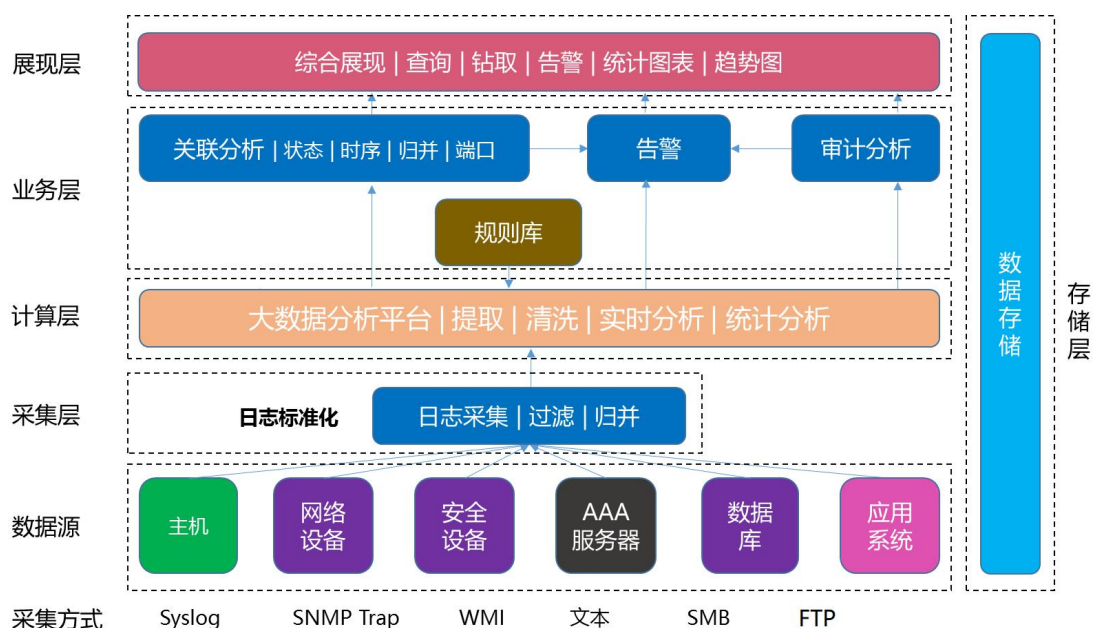 展现层
综合展现 | 查询 | 钻取 | 告警 | 统计图表 | 趋势图
业务层
关联分析 | 状态 | 时序 | 归并 | 端口
告警
审计分析
规则库
计算层
大数据分析平台 | 提取 | 清洗 | 实时分析 | 统计分析
采集层
日志标准化
日志采集 | 过滤 | 归并
数据源
主机
网络
设备
安全
设备
AAA
服务器
数据
库
应用
系统
采集方式
Syslog
SNMP Trap
WMI
文本
SMB
FTP
数据存储
存储层